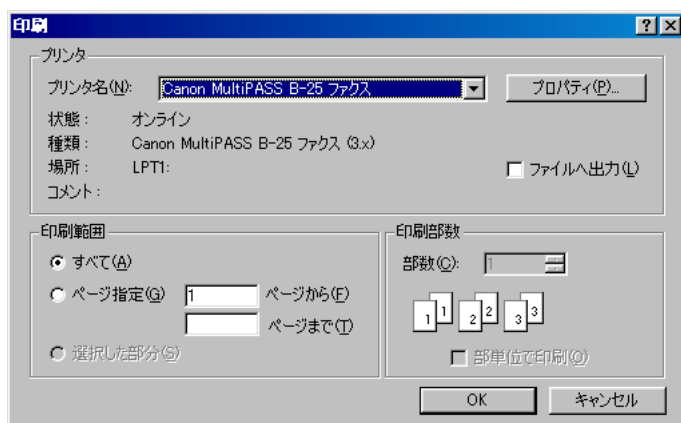 印刷
プリンタ
プリンタ名(N): Canon MultiPASS B-25 ファクス プロパティ(P)...
状態: オンライン
種類: Canon MultiPASS B-25 ファクス (3.x)
場所: LPT1: ファイルへ出力(L)
コメント:
印刷範囲
すべて(A)
ページ指定(G) 1 ページから(F)
ページまで(T)
選択した部分(S)
印刷部数
部数(C): 1
1 1 2 2 3 3
部単位で印刷(O)
OK キャンセル